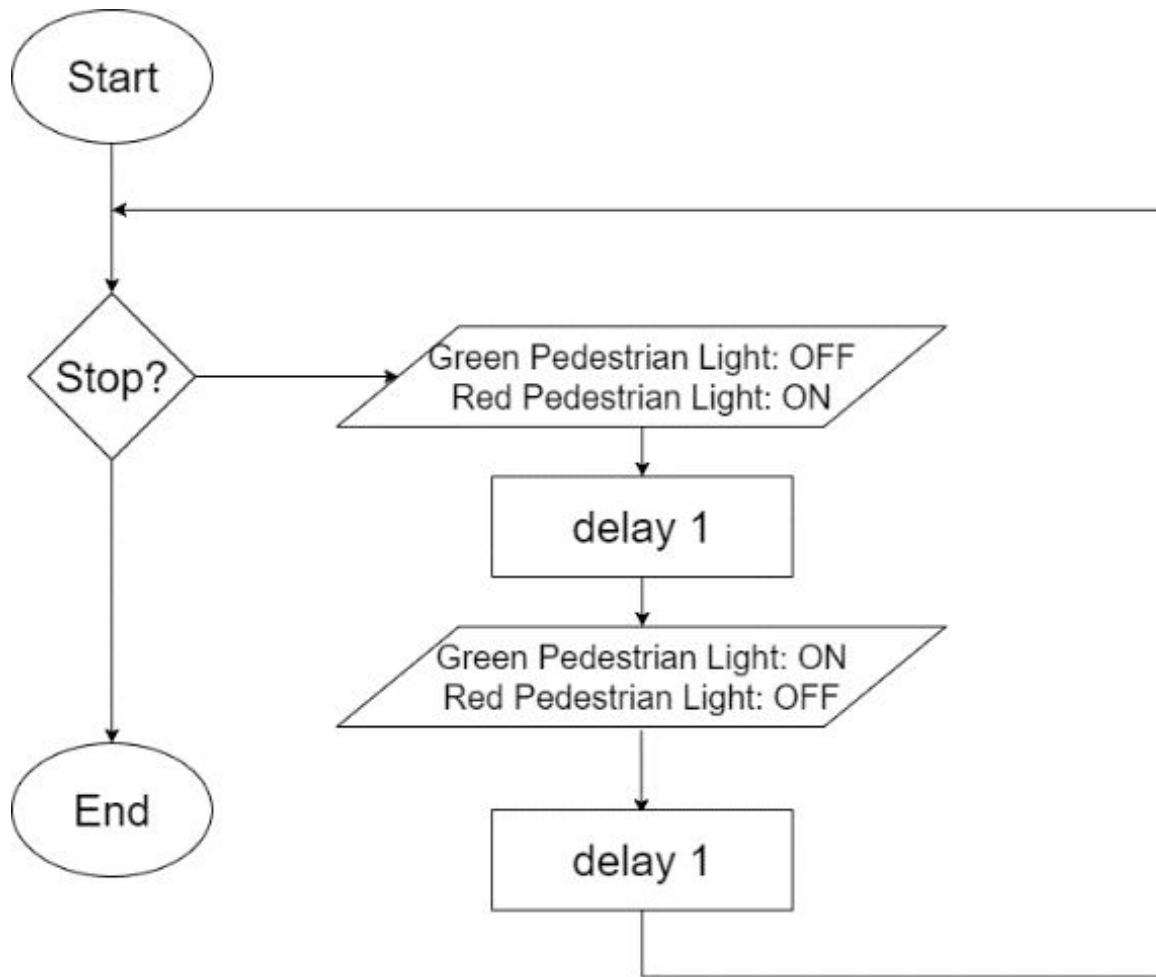 Start
Stop?
Green Pedestrian Light: OFF
Red Pedestrian Light: ON
delay 1
Green Pedestrian Light: ON
Red Pedestrian Light: OFF
End
delay 1